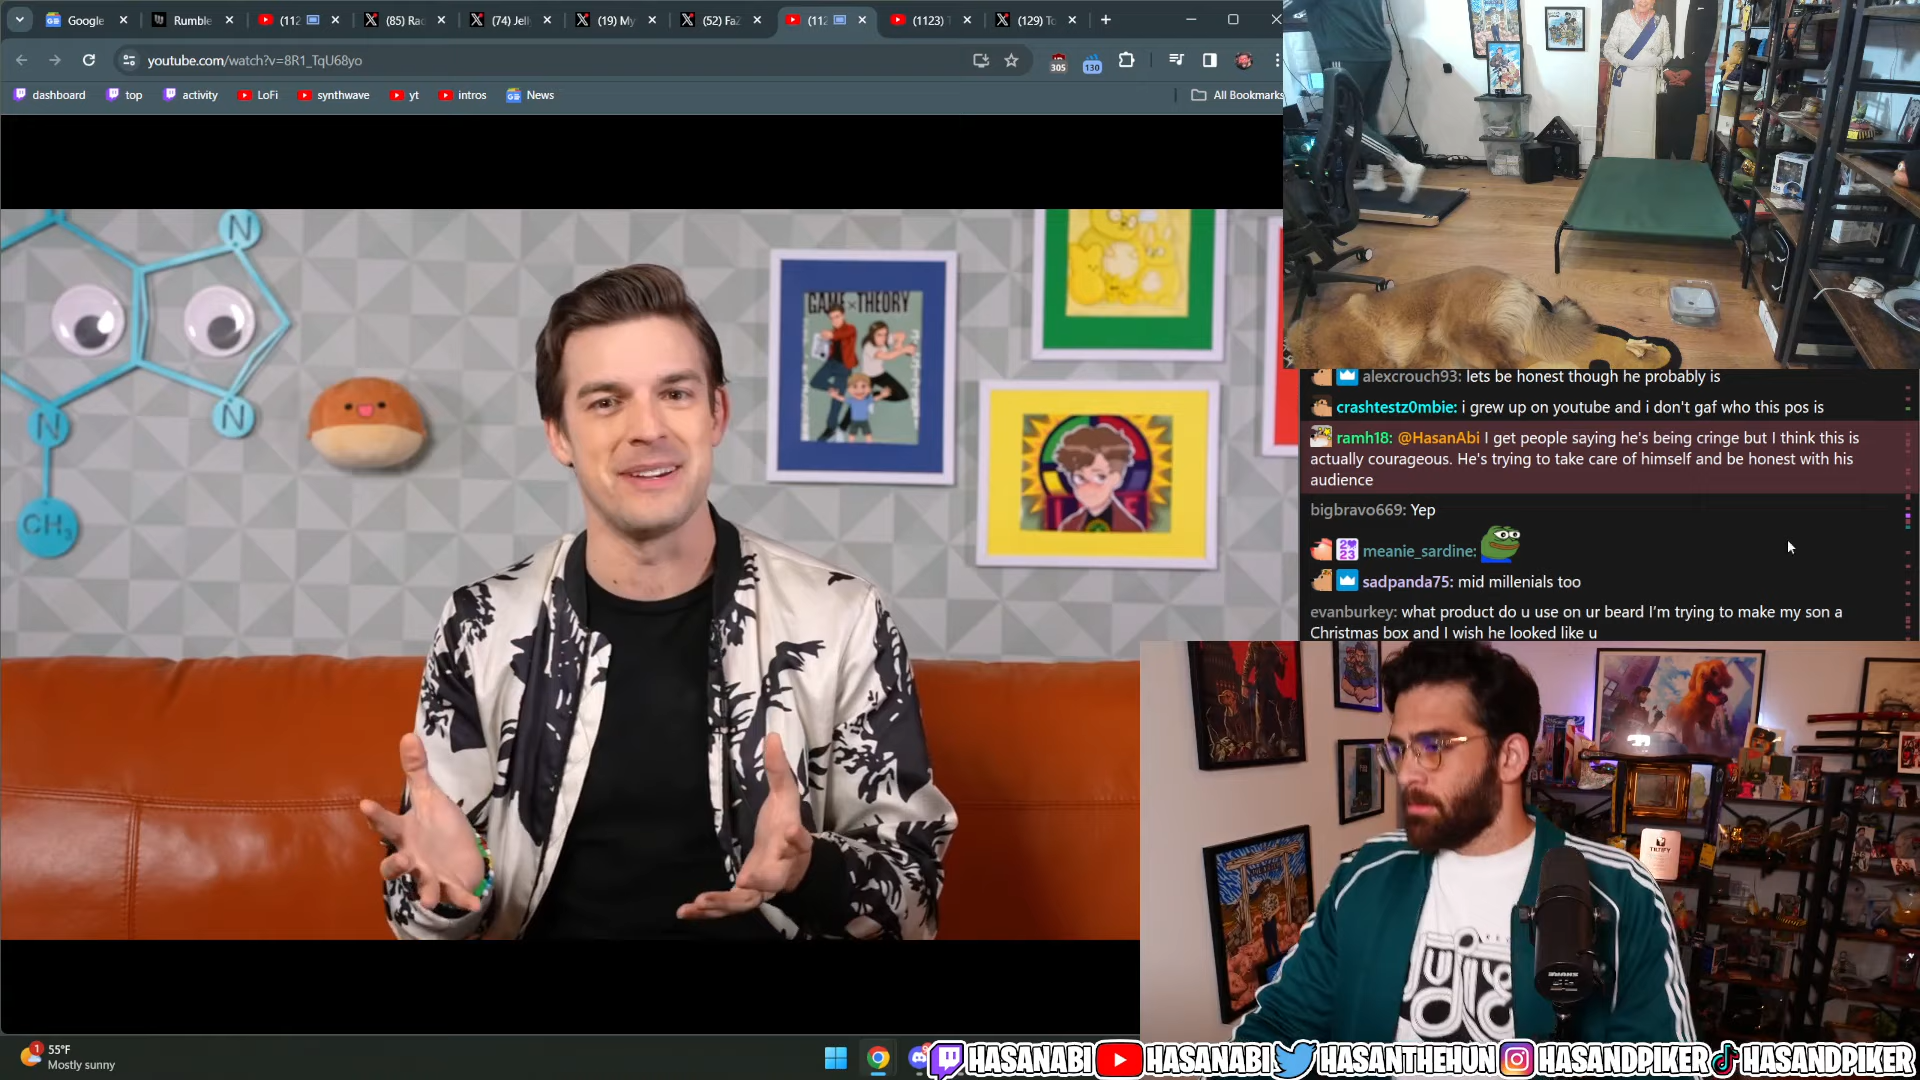 Google
Rumble
(112
(85) Rac
(74) Jell
(19) My
(52) Fa
(112
(1123) T
(129) To
youtube.com/watch?v=8R1_TqU68yo
305
130
dashboard
top
activity
LoFi
synthwave
yt
intros
News
All Bookmarks
N
N
N
CH3
GAME THEORY
alexcrouch93: lets be honest though he probably is
crashtestz0mbie: i grew up on youtube and i don't gaf who this pos is
ramh18: @HasanAbi I get people saying he's being cringe but I think this is
actually courageous. He's trying to take care of himself and be honest with his
audience
bigbravo669: Yep
meanie_sardine:
sadpanda75: mid millenials too
evanburkey: what product do u use on ur beard I'm trying to make my son a
Christmas box and I wish he looked like u
TILTIFY
1
55°F
Mostly sunny
HASANABI
HASANABI
HASANTHEHUN
HASANDPIKER
HASANDPIKER